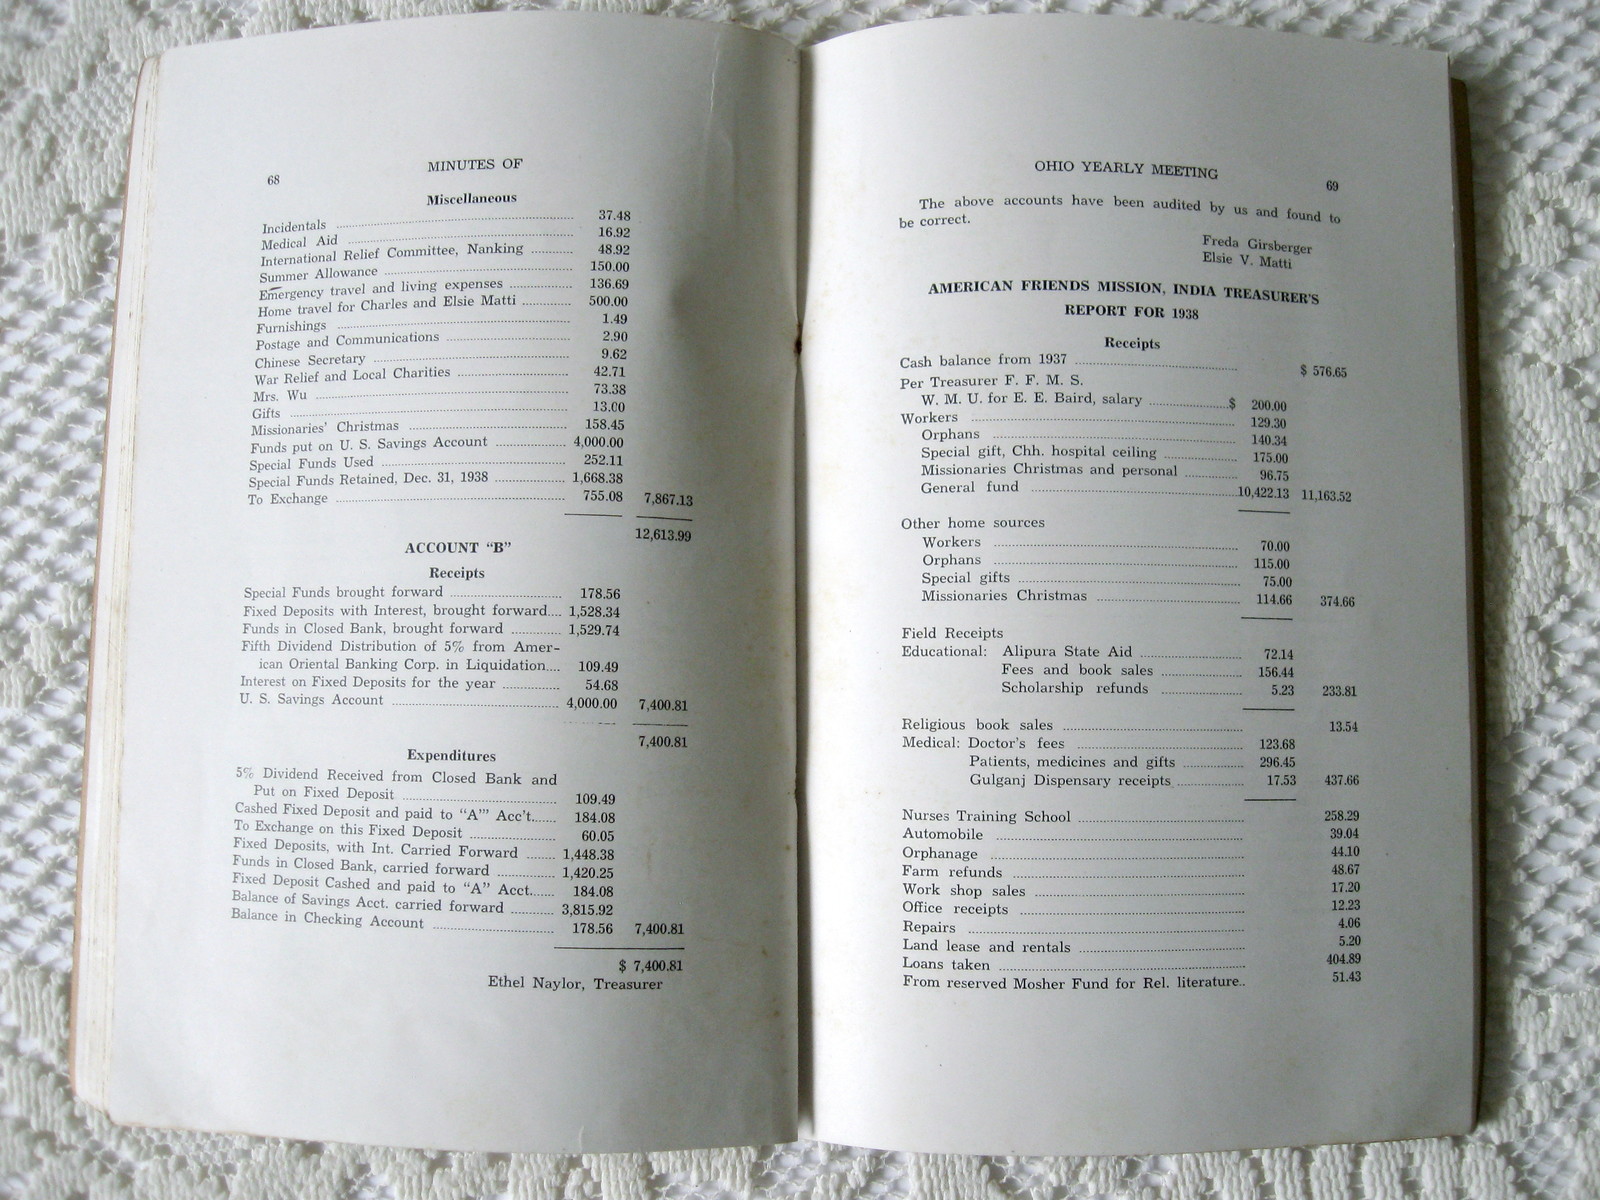 68
MINUTES OF
Miscellaneous
Incidentals 37.48
Medical Aid 16.92
International Relief Committee, Nanking 48.92
Summer Allowance 150.00
Emergency travel and living expenses 136.69
Home travel for Charles and Elsie Matti 500.00
Furnishings 1.49
Postage and Communications 2.90
Chinese Secretary 9.62
War Relief and Local Charities 42.71
Mrs. Wu 73.38
Gifts 13.00
Missionaries' Christmas 158.45
Funds put on U. S. Savings Account 4,000.00
Special Funds Used 252.11
Special Funds Retained, Dec. 31, 1938 1,668.38
To Exchange 755.08 7,867.13
12,613.99
ACCOUNT "B"
Receipts
Special Funds brought forward 178.56
Fixed Deposits with Interest, brought forward.... 1,528.34
Funds in Closed Bank, brought forward 1,529.74
Fifth Dividend Distribution of 5% from Amer-
ican Oriental Banking Corp. in Liquidation.... 109.49
Interest on Fixed Deposits for the year 54.68
U. S. Savings Account 4,000.00 7,400.81
7,400.81
Expenditures
5% Dividend Received from Closed Bank and
Put on Fixed Deposit 109.49
Cashed Fixed Deposit and paid to "A'" Acc't...... 184.08
To Exchange on this Fixed Deposit 60.05
Fixed Deposits, with Int. Carried Forward 1,448.38
Funds in Closed Bank, carried forward 1,420.25
Fixed Deposit Cashed and paid to "A" Acct...... 184.08
Balance of Savings Acct. carried forward 3,815.92
Balance in Checking Account 178.56 7,400.81
$ 7,400.81
Ethel Naylor, Treasurer
OHIO YEARLY MEETING
69
The above accounts have been audited by us and found to
be correct.
Freda Girsberger
Elsie V. Matti
AMERICAN FRIENDS MISSION, INDIA TREASURER'S
REPORT FOR 1938
Receipts
Cash balance from 1937 $ 576.65
Per Treasurer F. F. M. S.
W. M. U. for E. E. Baird, salary $ 200.00
Workers 129.30
Orphans 140.34
Special gift, Chh. hospital ceiling 175.00
Missionaries Christmas and personal 96.75
General fund 10,422.13 11,163.52
Other home sources
Workers 70.00
Orphans 115.00
Special gifts 75.00
Missionaries Christmas 114.66 374.66
Field Receipts
Educational: Alipura State Aid 72.14
Fees and book sales 156.44
Scholarship refunds 5.23 233.81
Religious book sales 13.54
Medical: Doctor's fees 123.68
Patients, medicines and gifts 296.45
Gulganj Dispensary receipts 17.53 437.66
Nurses Training School 258.29
Automobile 39.04
Orphanage 44.10
Farm refunds 48.67
Work shop sales 17.20
Office receipts 12.23
Repairs 4.06
Land lease and rentals 5.20
Loans taken 404.89
From reserved Mosher Fund for Rel. literature.. 51.43